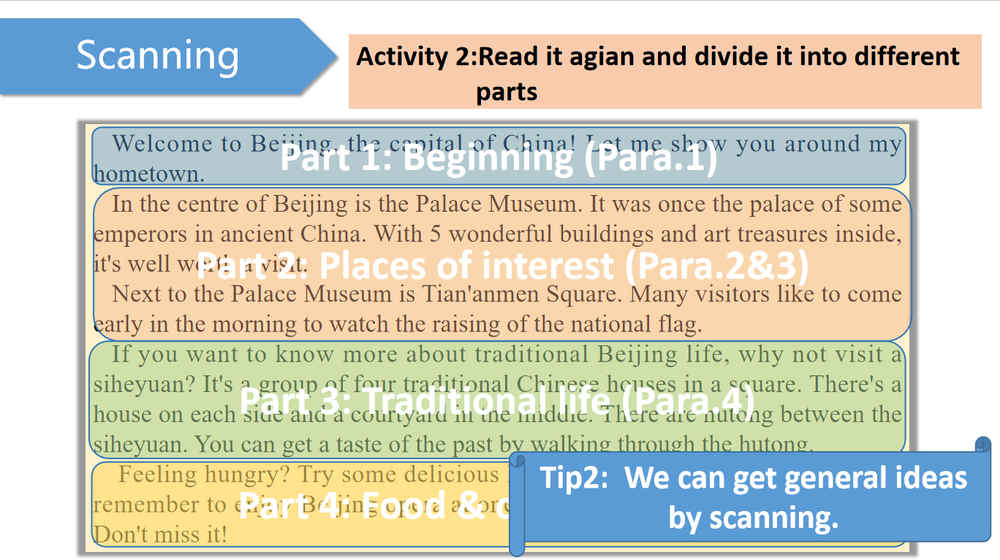 Scanning
Activity 2:Read it agian and divide it into different
parts
Welcome to Beijing, the capital of China! Let me show you around my
hometown.
Part 1: Beginning (Para.1)
In the centre of Beijing is the Palace Museum. It was once the palace of some
emperors in ancient China. With 5 wonderful buildings and art treasures inside,
it's well worth a visit.
Part 2: Places of interest (Para.2&3)
Next to the Palace Museum is Tian'anmen Square. Many visitors like to come
early in the morning to watch the raising of the national flag.
If you want to know more about traditional Beijing life, why not visit a
siheyuan? It's a group of four traditional Chinese houses in a square. There's a
Part 3: Traditional life (Para.4)
house on each side and a courtyard in the middle. There are hutong between the
siheyuan. You can get a taste of the past by walking through the hutong.
Feeling hungry? Try some delicious
remember to enjoy Beijing opera at one
Part 4: Food &
Don't miss it!
Tip2: We can get general ideas
by scanning.